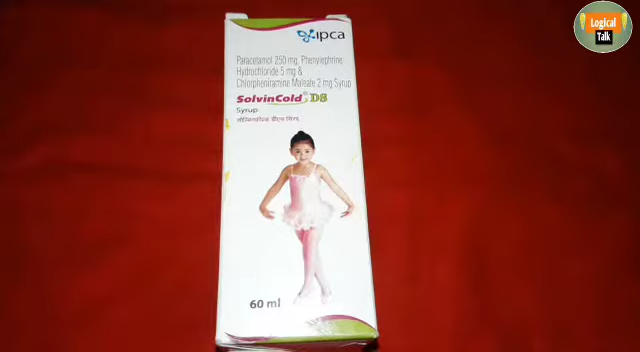 ipca
Paracetamol 250 mg, Phenylephrine
Hydrochloride 5 mg &
Chlorpheniramine Maleate 2 mg Syrup
SolvinCold® DS
Syrup
60 ml
Logical
Talk